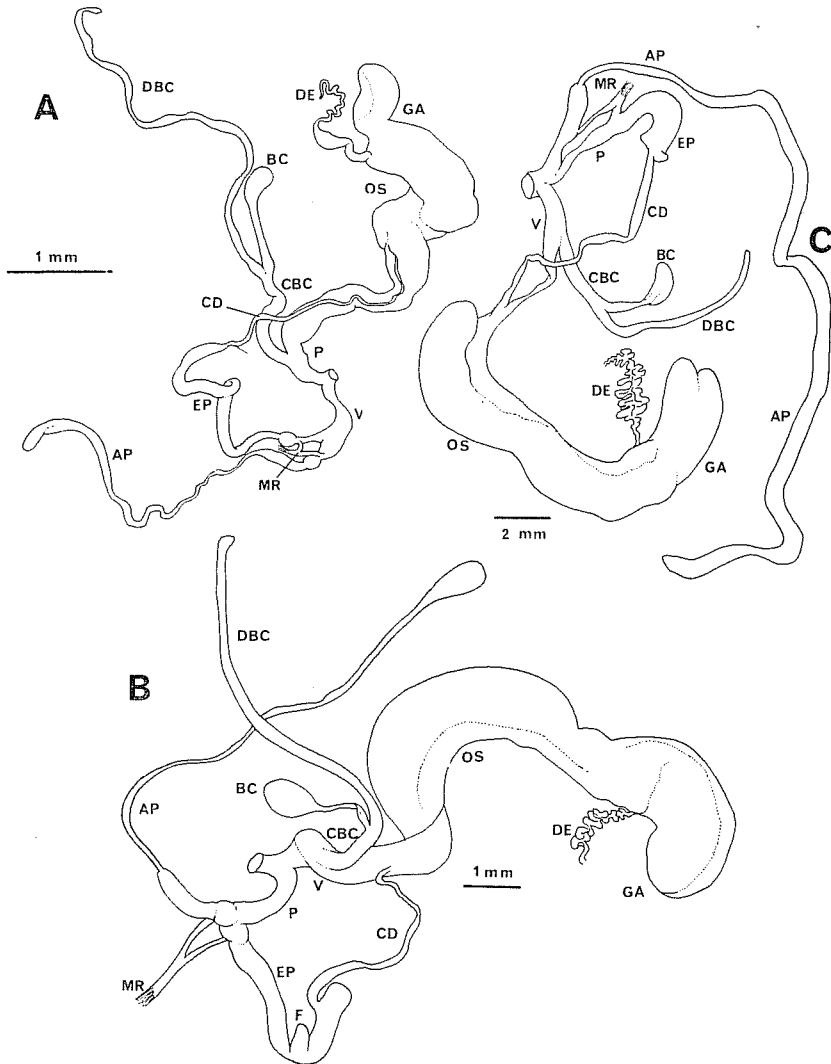 A
DBC
DE
GA
BC
OS
1 mm
CBC
CD
P
EP
V
AP
MR
AP
MR
EP
P
V
CD
C
CBC
BC
DBC
DE
AP
OS
GA
2 mm
DBC
B
OS
BC
AP
CBC
DE
V
1 mm
GA
P
CD
MR
EP
F